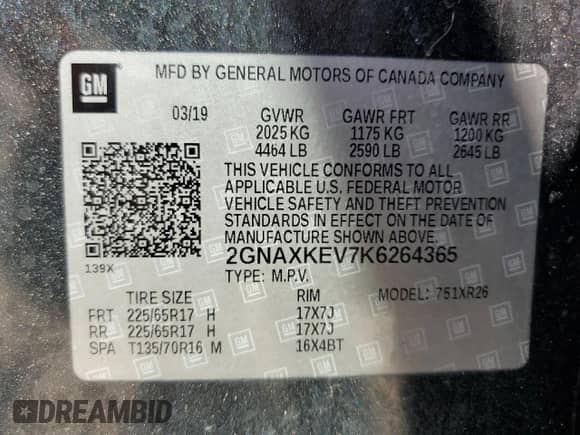 GM MFD BY GENERAL MOTORS OF CANADA COMPANY
03/19 GVWR GAWR FRT GAWR RR
2025 KG 1175 KG 1200 KG
4464 LB 2590 LB 2645 LB
THIS VEHICLE CONFORMS TO ALL
APPLICABLE U.S. FEDERAL MOTOR
VEHICLE SAFETY AND THEFT PREVENTION
STANDARDS IN EFFECT ON THE DATE OF
MANUFACTURE SHOWN ABOVE.
139X 2GNAXKEV7K6264365
TYPE: M.P.V. MODEL: 751XR26
TIRE SIZE RIM
FRT 225/65R17 H 17X7J
RR 225/65R17 H 17X7J
SPA T135/70R16 M 16X4BT
DREAMBID